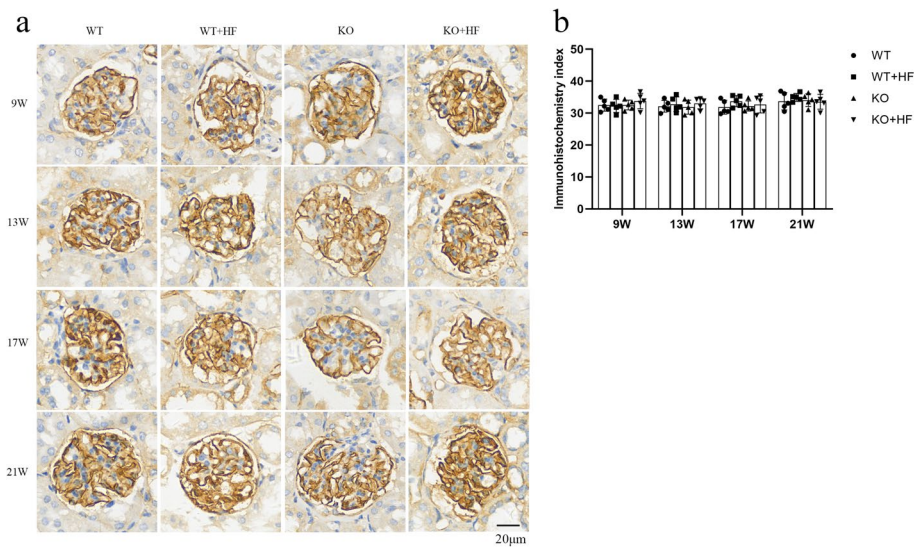 a
WT WT+HF KO KO+HF
9W
13W
17W
21W
20μm
b
Immunohistochemistry index
50
40
30
20
10
0
9W 13W 17W 21W
WT
WT+HF
KO
KO+HF